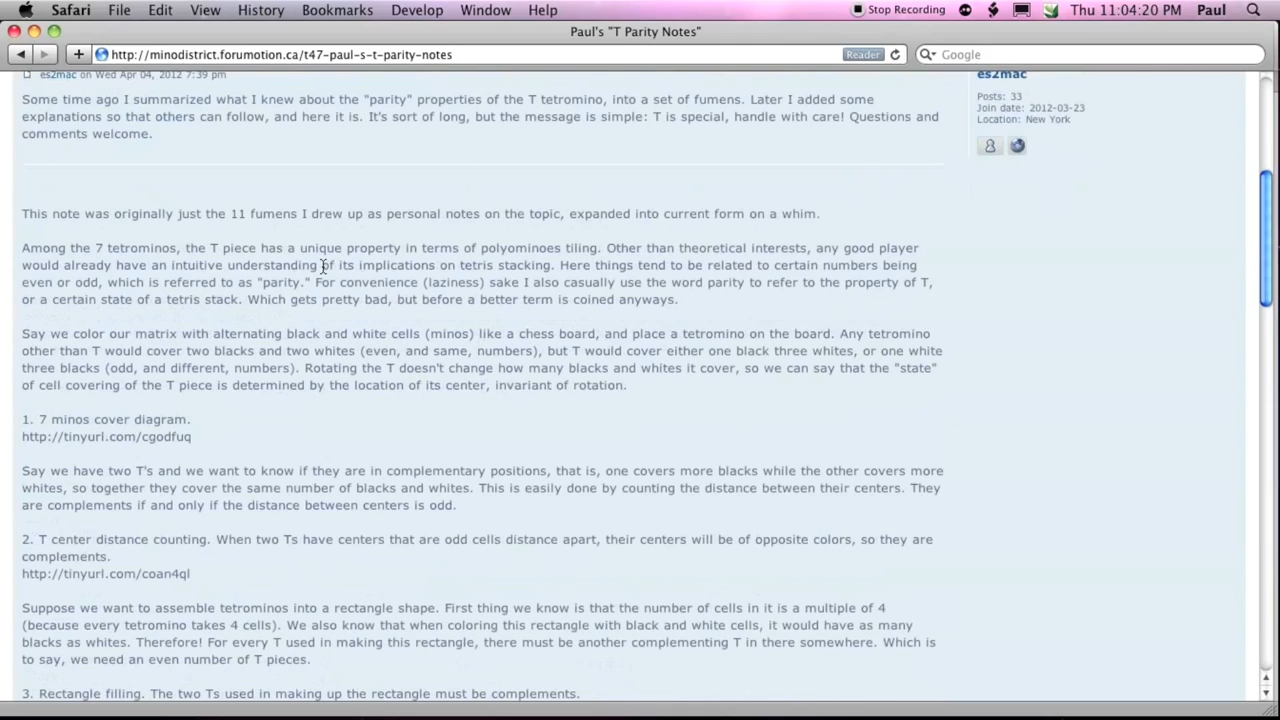 Safari File Edit View History Bookmarks Develop Window Help Stop Recording Thu 11:04:20 PM Paul
Paul's "T Parity Notes"
http://minodistrict.forumotion.ca/t47-paul-s-t-parity-notes Reader Google
es2mac on Wed Apr 04, 2012 7:39 pm
es2mac
Posts: 33
Join date: 2012-03-23
Location: New York
Some time ago I summarized what I knew about the "parity" properties of the T tetromino, into a set of fumens. Later I added some
explanations so that others can follow, and here it is. It's sort of long, but the message is simple: T is special, handle with care! Questions and
comments welcome.
This note was originally just the 11 fumens I drew up as personal notes on the topic, expanded into current form on a whim.
Among the 7 tetrominos, the T piece has a unique property in terms of polyominoes tiling. Other than theoretical interests, any good player
would already have an intuitive understanding of its implications on tetris stacking. Here things tend to be related to certain numbers being
even or odd, which is referred to as "parity." For convenience (laziness) sake I also casually use the word parity to refer to the property of T,
or a certain state of a tetris stack. Which gets pretty bad, but before a better term is coined anyways.
Say we color our matrix with alternating black and white cells (minos) like a chess board, and place a tetromino on the board. Any tetromino
other than T would cover two blacks and two whites (even, and same, numbers), but T would cover either one black three whites, or one white
three blacks (odd, and different, numbers). Rotating the T doesn't change how many blacks and whites it cover, so we can say that the "state"
of cell covering of the T piece is determined by the location of its center, invariant of rotation.
1. 7 minos cover diagram.
http://tinyurl.com/cgodfuq
Say we have two T's and we want to know if they are in complementary positions, that is, one covers more blacks while the other covers more
whites, so together they cover the same number of blacks and whites. This is easily done by counting the distance between their centers. They
are complements if and only if the distance between centers is odd.
2. T center distance counting. When two Ts have centers that are odd cells distance apart, their centers will be of opposite colors, so they are
complements.
http://tinyurl.com/coan4ql
Suppose we want to assemble tetrominos into a rectangle shape. First thing we know is that the number of cells in it is a multiple of 4
(because every tetromino takes 4 cells). We also know that when coloring this rectangle with black and white cells, it would have as many
blacks as whites. Therefore! For every T used in making this rectangle, there must be another complementing T in there somewhere. Which is
to say, we need an even number of T pieces.
3. Rectangle filling. The two Ts used in making up the rectangle must be complements.